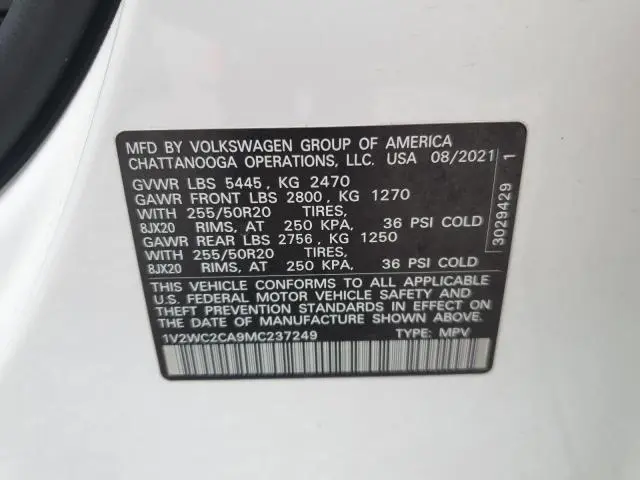 MFD BY VOLKSWAGEN GROUP OF AMERICA
CHATTANOOGA OPERATIONS, LLC. USA 08/2021
GVWR LBS 5445, KG 2470
GAWR FRONT LBS 2800, KG 1270
WITH 255/50R20 TIRES,
8JX20 RIMS, AT 250 KPA, 36 PSI COLD
GAWR REAR LBS 2756, KG 1250
WITH 255/50R20 TIRES,
8JX20 RIMS, AT 250 KPA, 36 PSI COLD
THIS VEHICLE CONFORMS TO ALL APPLICABLE
U.S. FEDERAL MOTOR VEHICLE SAFETY AND
THEFT PREVENTION STANDARDS IN EFFECT ON
THE DATE OF MANUFACTURE SHOWN ABOVE.
1V2WC2CA9MC237249 TYPE: MPV
3029429 1